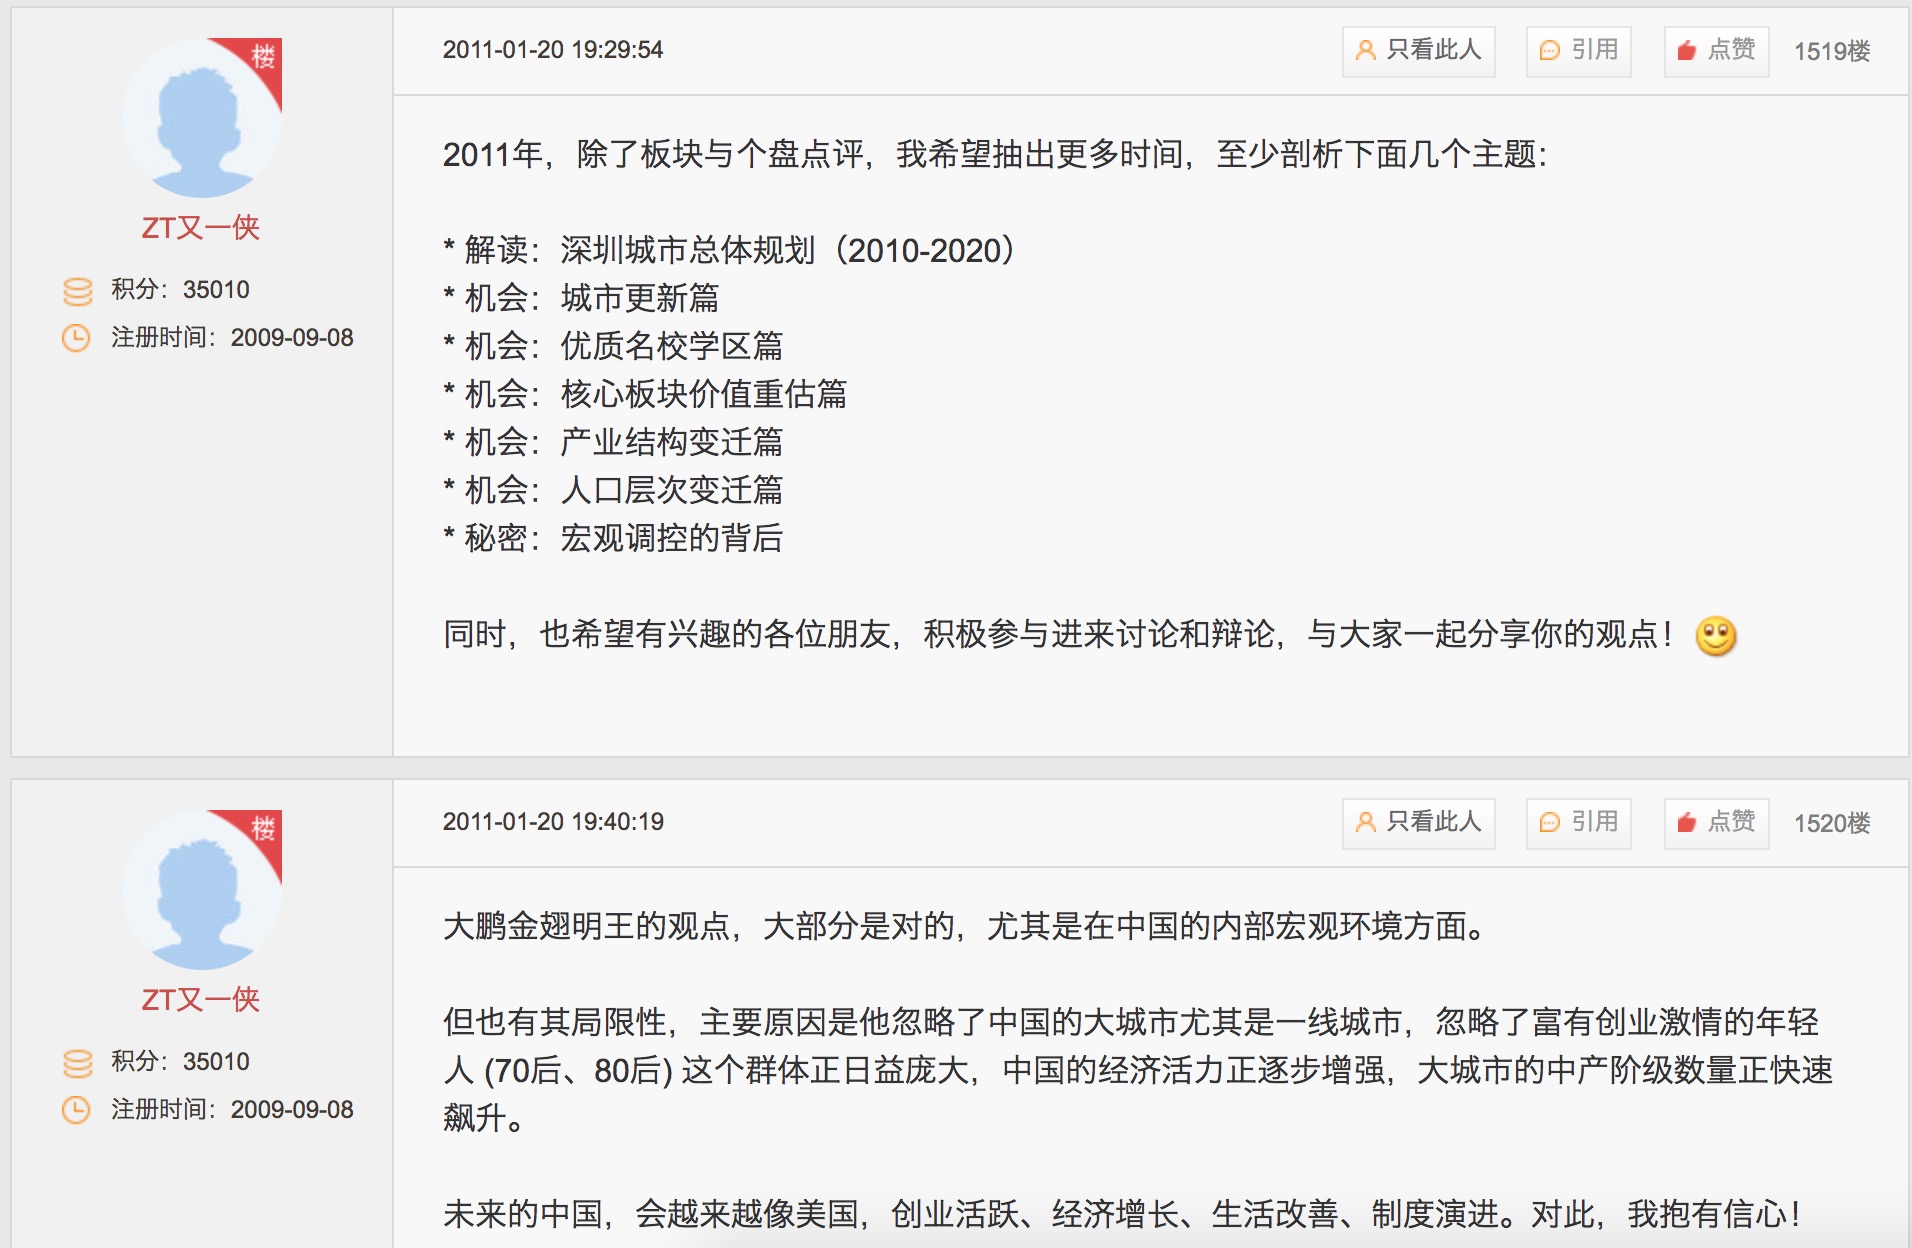 楼
ZT又一侠
积分：35010
注册时间：2009-09-08
2011-01-20 19:29:54
只看此人
引用
点赞
1519楼
2011年，除了板块与个盘点评，我希望抽出更多时间，至少剖析下面几个主题：
* 解读：深圳城市总体规划（2010-2020）
* 机会：城市更新篇
* 机会：优质名校学区篇
* 机会：核心板块价值重估篇
* 机会：产业结构变迁篇
* 机会：人口层次变迁篇
* 秘密：宏观调控的背后
同时，也希望有兴趣的各位朋友，积极参与进来讨论和辩论，与大家一起分享你的观点！
楼
ZT又一侠
积分：35010
注册时间：2009-09-08
2011-01-20 19:40:19
只看此人
引用
点赞
1520楼
大鹏金翅明王的观点，大部分是对的，尤其是在中国的内部宏观环境方面。
但也有其局限性，主要原因是他忽略了中国的大城市尤其是一线城市，忽略了富有创业激情的年轻
人 (70后、80后) 这个群体正日益庞大，中国的经济活力正逐步增强，大城市的中产阶级数量正快速
飙升。
未来的中国，会越来越像美国，创业活跃、经济增长、生活改善、制度演进。对此，我抱有信心！